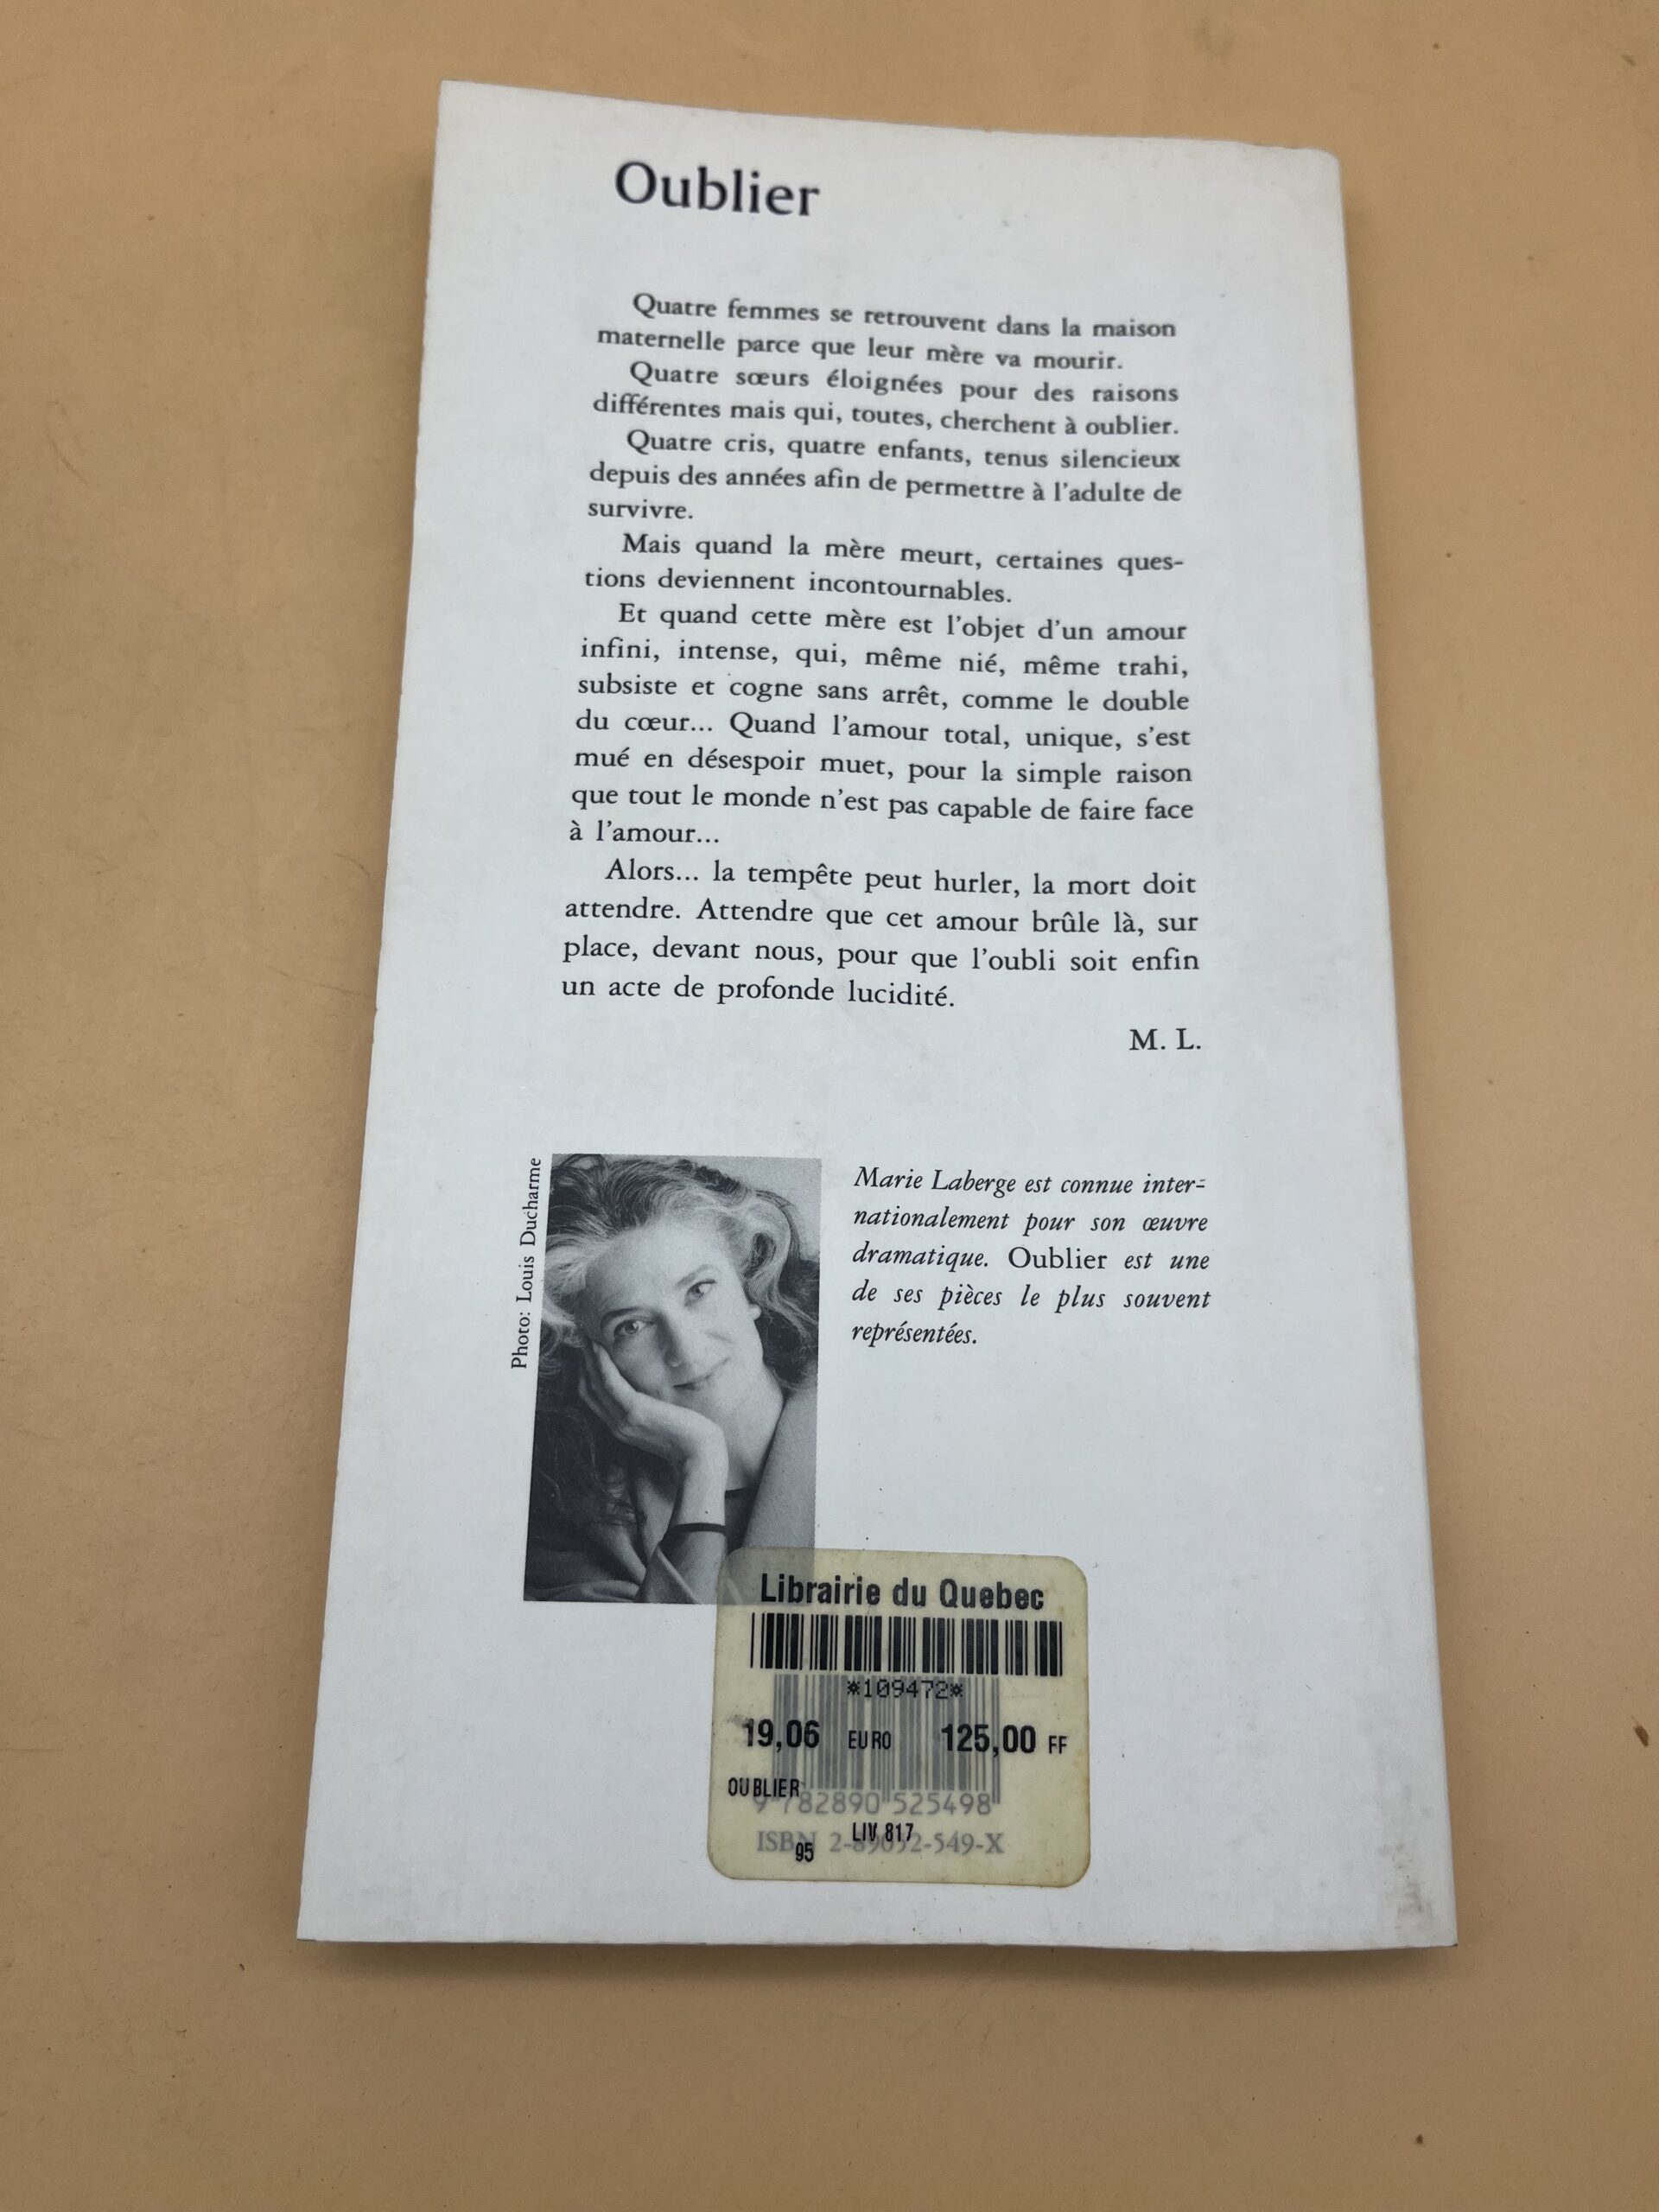 Oublier
Quatre femmes se retrouvent dans la maison
maternelle parce que leur mère va mourir.
Quatre sœurs éloignées pour des raisons
différentes mais qui, toutes, cherchent à oublier.
Quatre cris, quatre enfants, tenus silencieux
depuis des années afin de permettre à l'adulte de
survivre.
Mais quand la mère meurt, certaines ques-
tions deviennent incontournables.
Et quand cette mère est l'objet d'un amour
infini, intense, qui, même nié, même trahi,
subsiste et cogne sans arrêt, comme le double
du cœur... Quand l'amour total, unique, s'est
mué en désespoir muet, pour la simple raison
que tout le monde n'est pas capable de faire face
à l'amour...
Alors... la tempête peut hurler, la mort doit
attendre. Attendre que cet amour brûle là, sur
place, devant nous, pour que l'oubli soit enfin
un acte de profonde lucidité.
M. L.
Photo: Louis Ducharme
Marie Laberge est connue inter-
nationalement pour son œuvre
dramatique. Oublier est une
de ses pièces le plus souvent
représentées.
Librairie du Quebec
*109472*
19,06 EURO 125,00 FF
OUBLIER
9 782890 525498
LIV 817
ISBN 2-89052-549-X
95